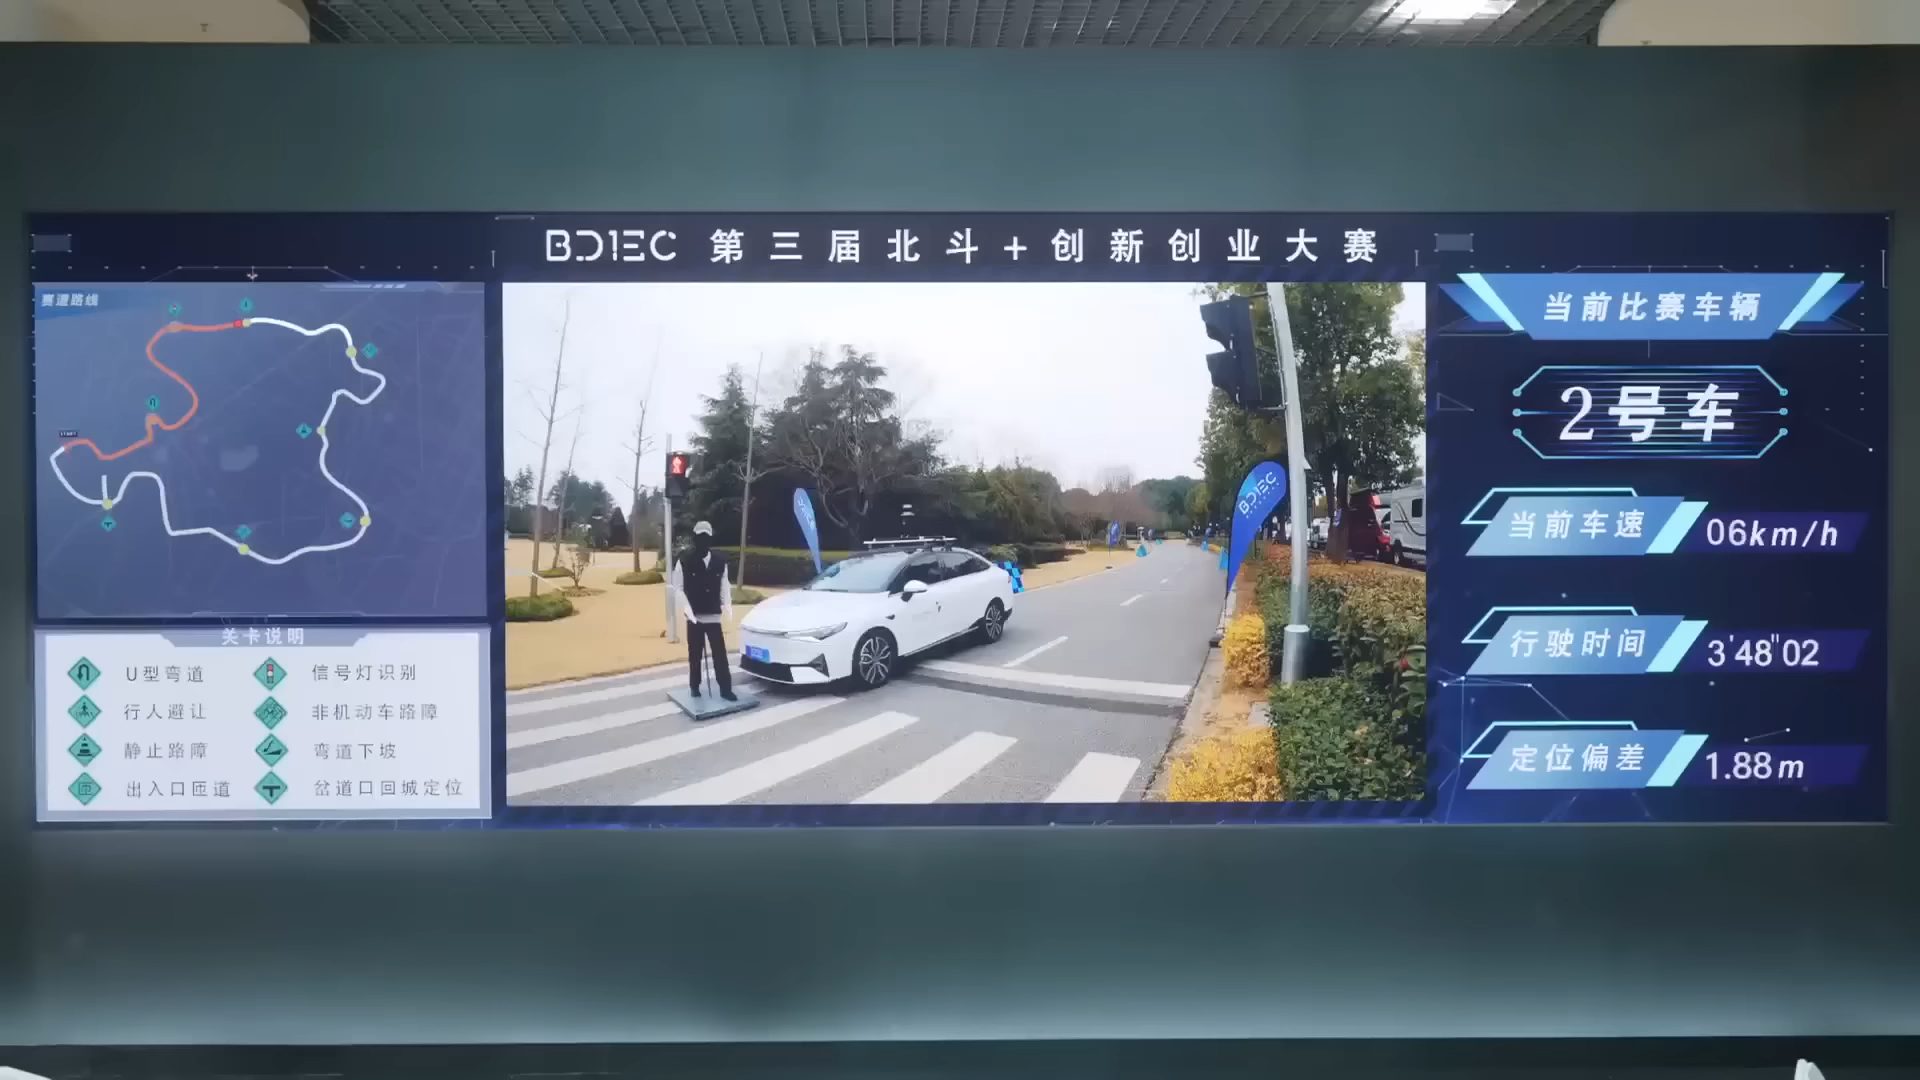 BD1EC 第三届北斗+创新创业大赛
赛道路线
START
关卡说明
U型弯道
信号灯识别
行人避让
非机动车路障
静止路障
弯道下坡
出入口匝道
岔道口回城定位
BDIEC
当前比赛车辆
2号车
当前车速
06km/h
行驶时间
3'48"02
定位偏差
1.88m